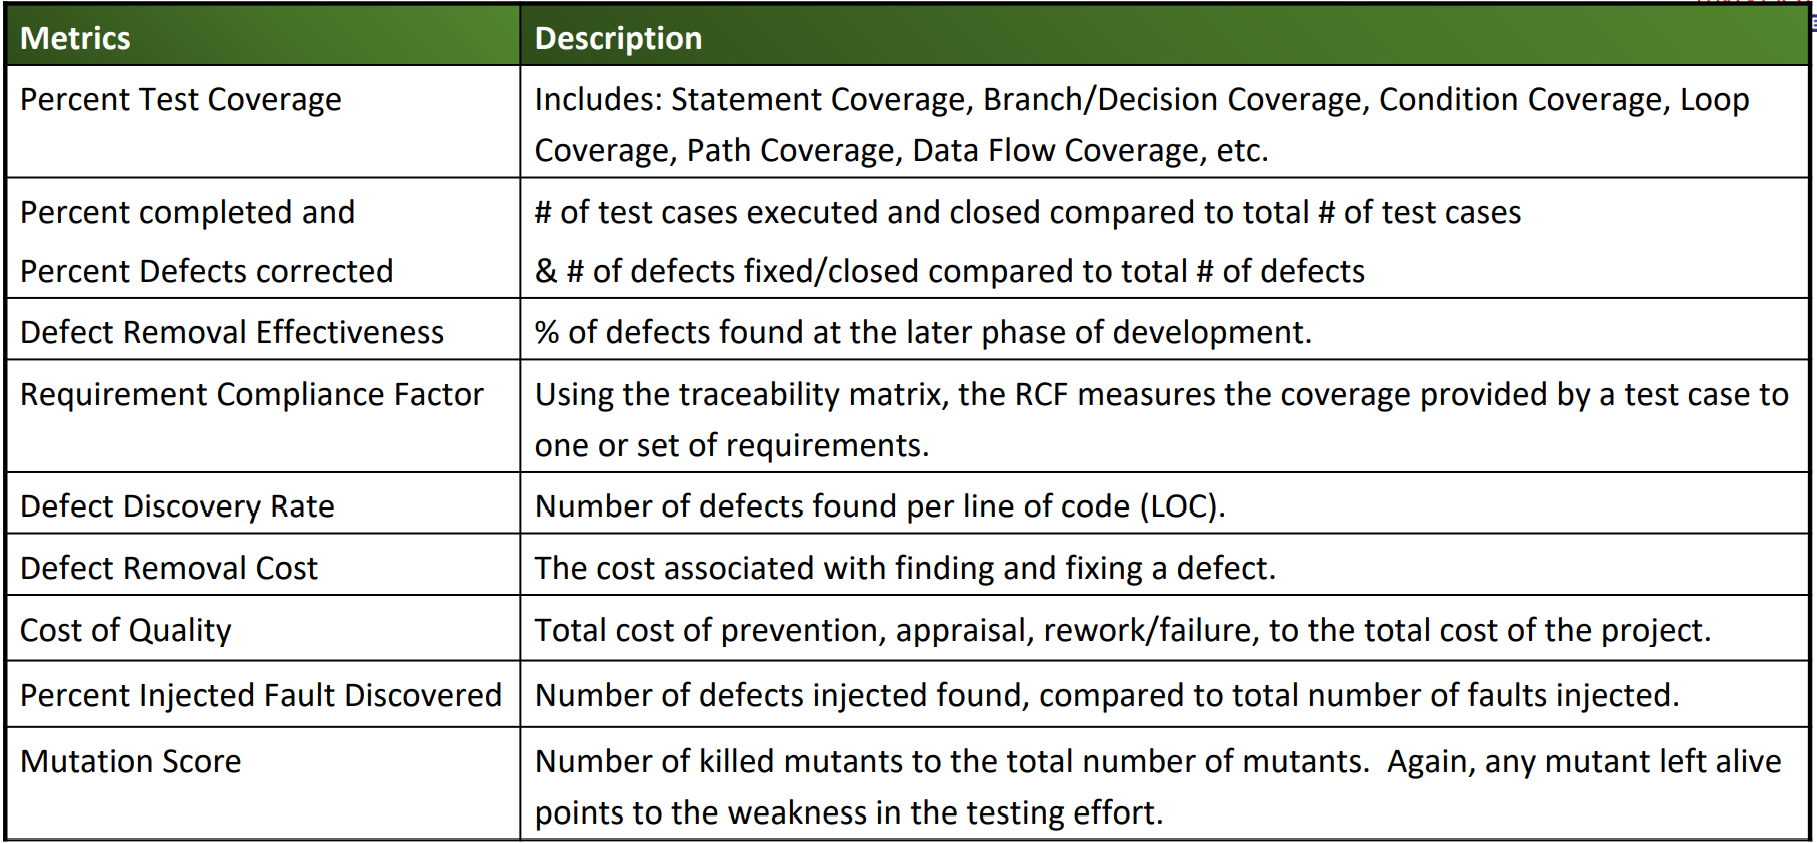 Metrics
Description
Percent Test Coverage
Includes: Statement Coverage, Branch/Decision Coverage, Condition Coverage, Loop
Coverage, Path Coverage, Data Flow Coverage, etc.
Percent completed and
Percent Defects corrected
# of test cases executed and closed compared to total # of test cases
& # of defects fixed/closed compared to total # of defects
Defect Removal Effectiveness
% of defects found at the later phase of development.
Requirement Compliance Factor
Using the traceability matrix, the RCF measures the coverage provided by a test case to
one or set of requirements.
Defect Discovery Rate
Number of defects found per line of code (LOC).
Defect Removal Cost
The cost associated with finding and fixing a defect.
Cost of Quality
Total cost of prevention, appraisal, rework/failure, to the total cost of the project.
Percent Injected Fault Discovered
Number of defects injected found, compared to total number of faults injected.
Mutation Score
Number of killed mutants to the total number of mutants.  Again, any mutant left alive
points to the weakness in the testing effort.